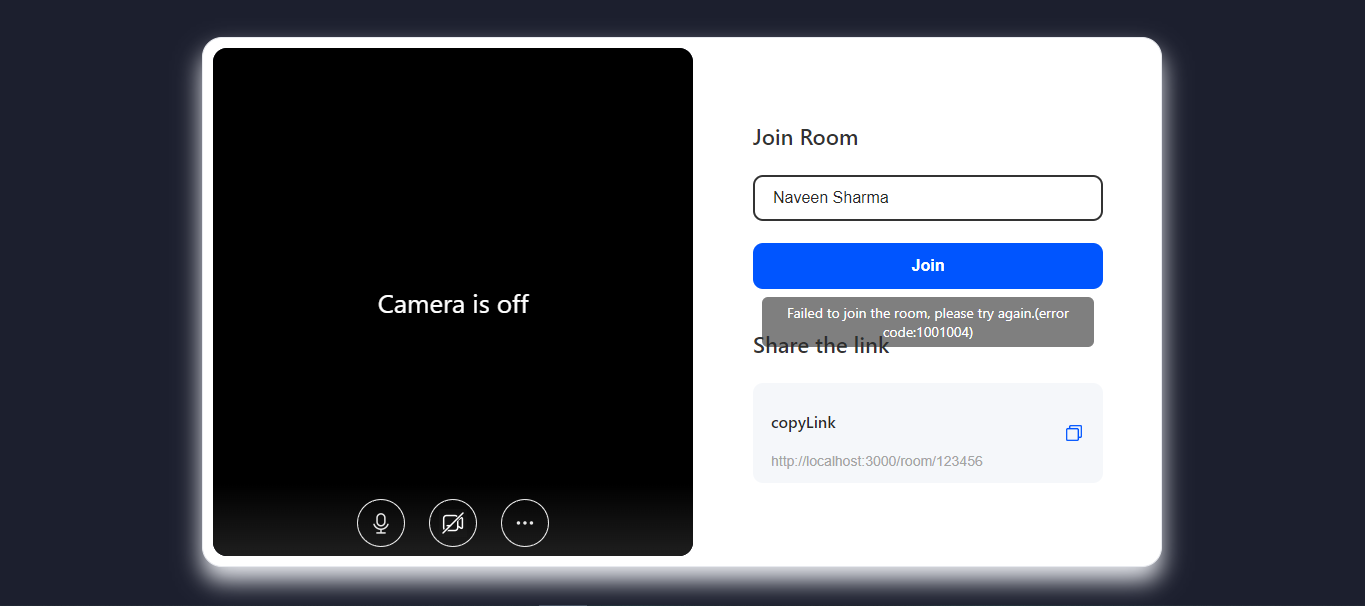 Camera is off
Join Room
Naveen Sharma
Join
Failed to join the room, please try again.(error
code:1001004)
Share the link
copyLink
http://localhost:3000/room/123456